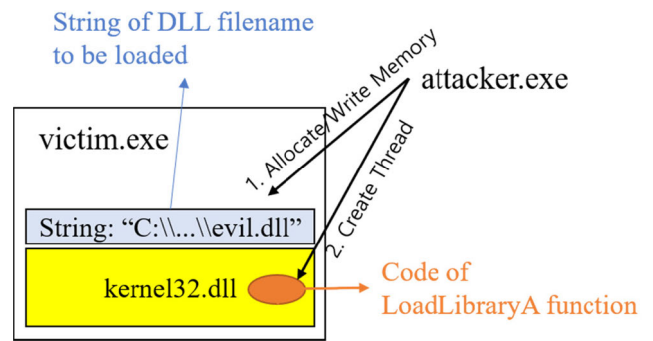 String of DLL filename
to be loaded
attacker.exe
1. Allocate/Write Memory
2. Create Thread
victim.exe
String: “C:\\...\\evil.dll”
kernel32.dll
Code of
LoadLibraryA function